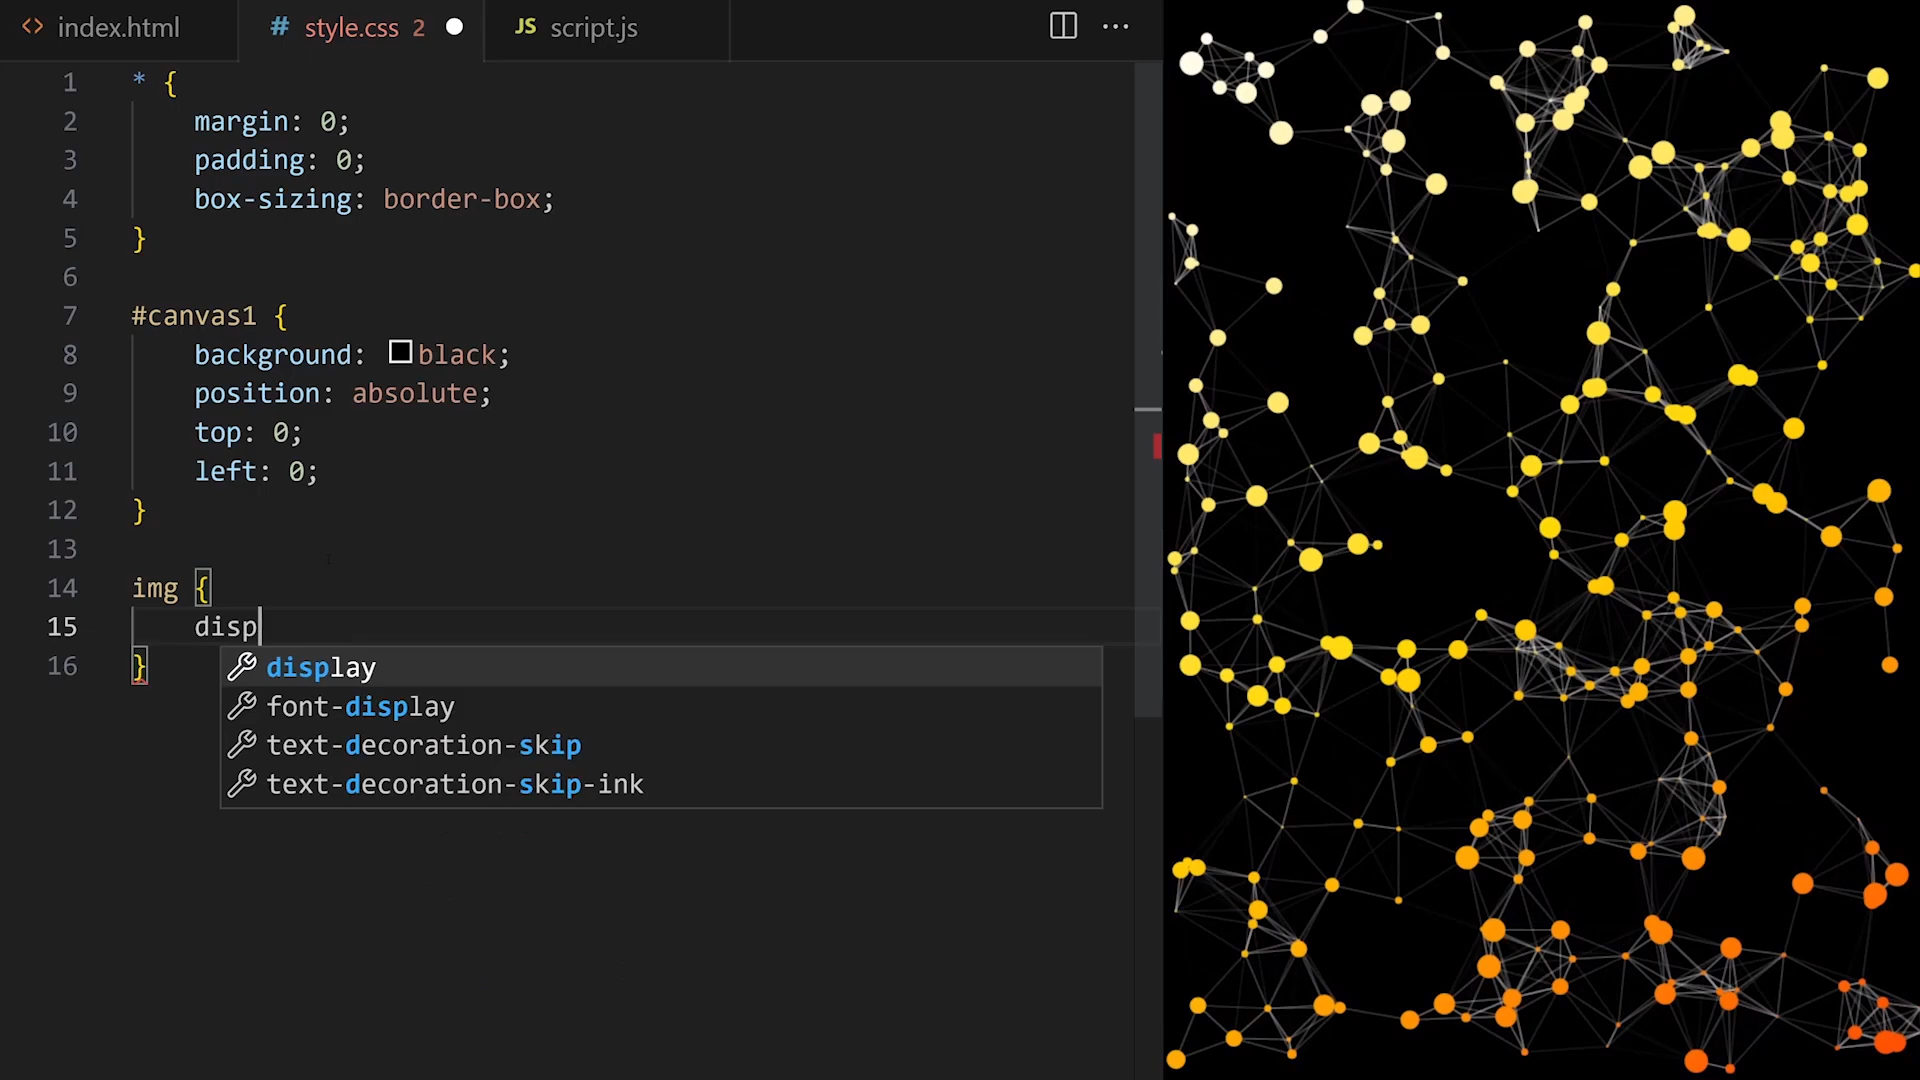 index.html
style.css 2
JS script.js
1 * {
2 margin: 0;
3 padding: 0;
4 box-sizing: border-box;
5 }
6
7 #canvas1 {
8 background: black;
9 position: absolute;
10 top: 0;
11 left: 0;
12 }
13
14 img {
15 disp
16 }
display
font-display
text-decoration-skip
text-decoration-skip-ink